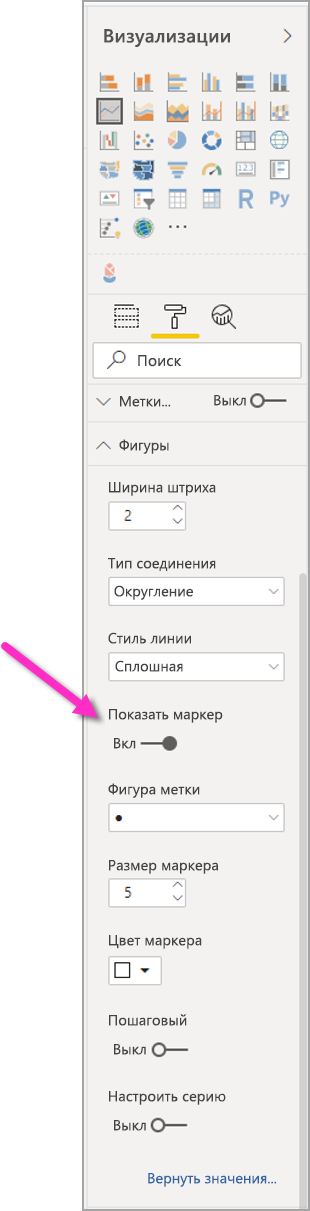 Визуализации
123
R
Py
Поиск
Метки...
Выкл
Фигуры
Ширина штриха
2
Тип соединения
Округление
Стиль линии
Сплошная
Показать маркер
Вкл
Фигура метки
Размер маркера
5
Цвет маркера
Пошаговый
Выкл
Настроить серию
Выкл
Вернуть значения...